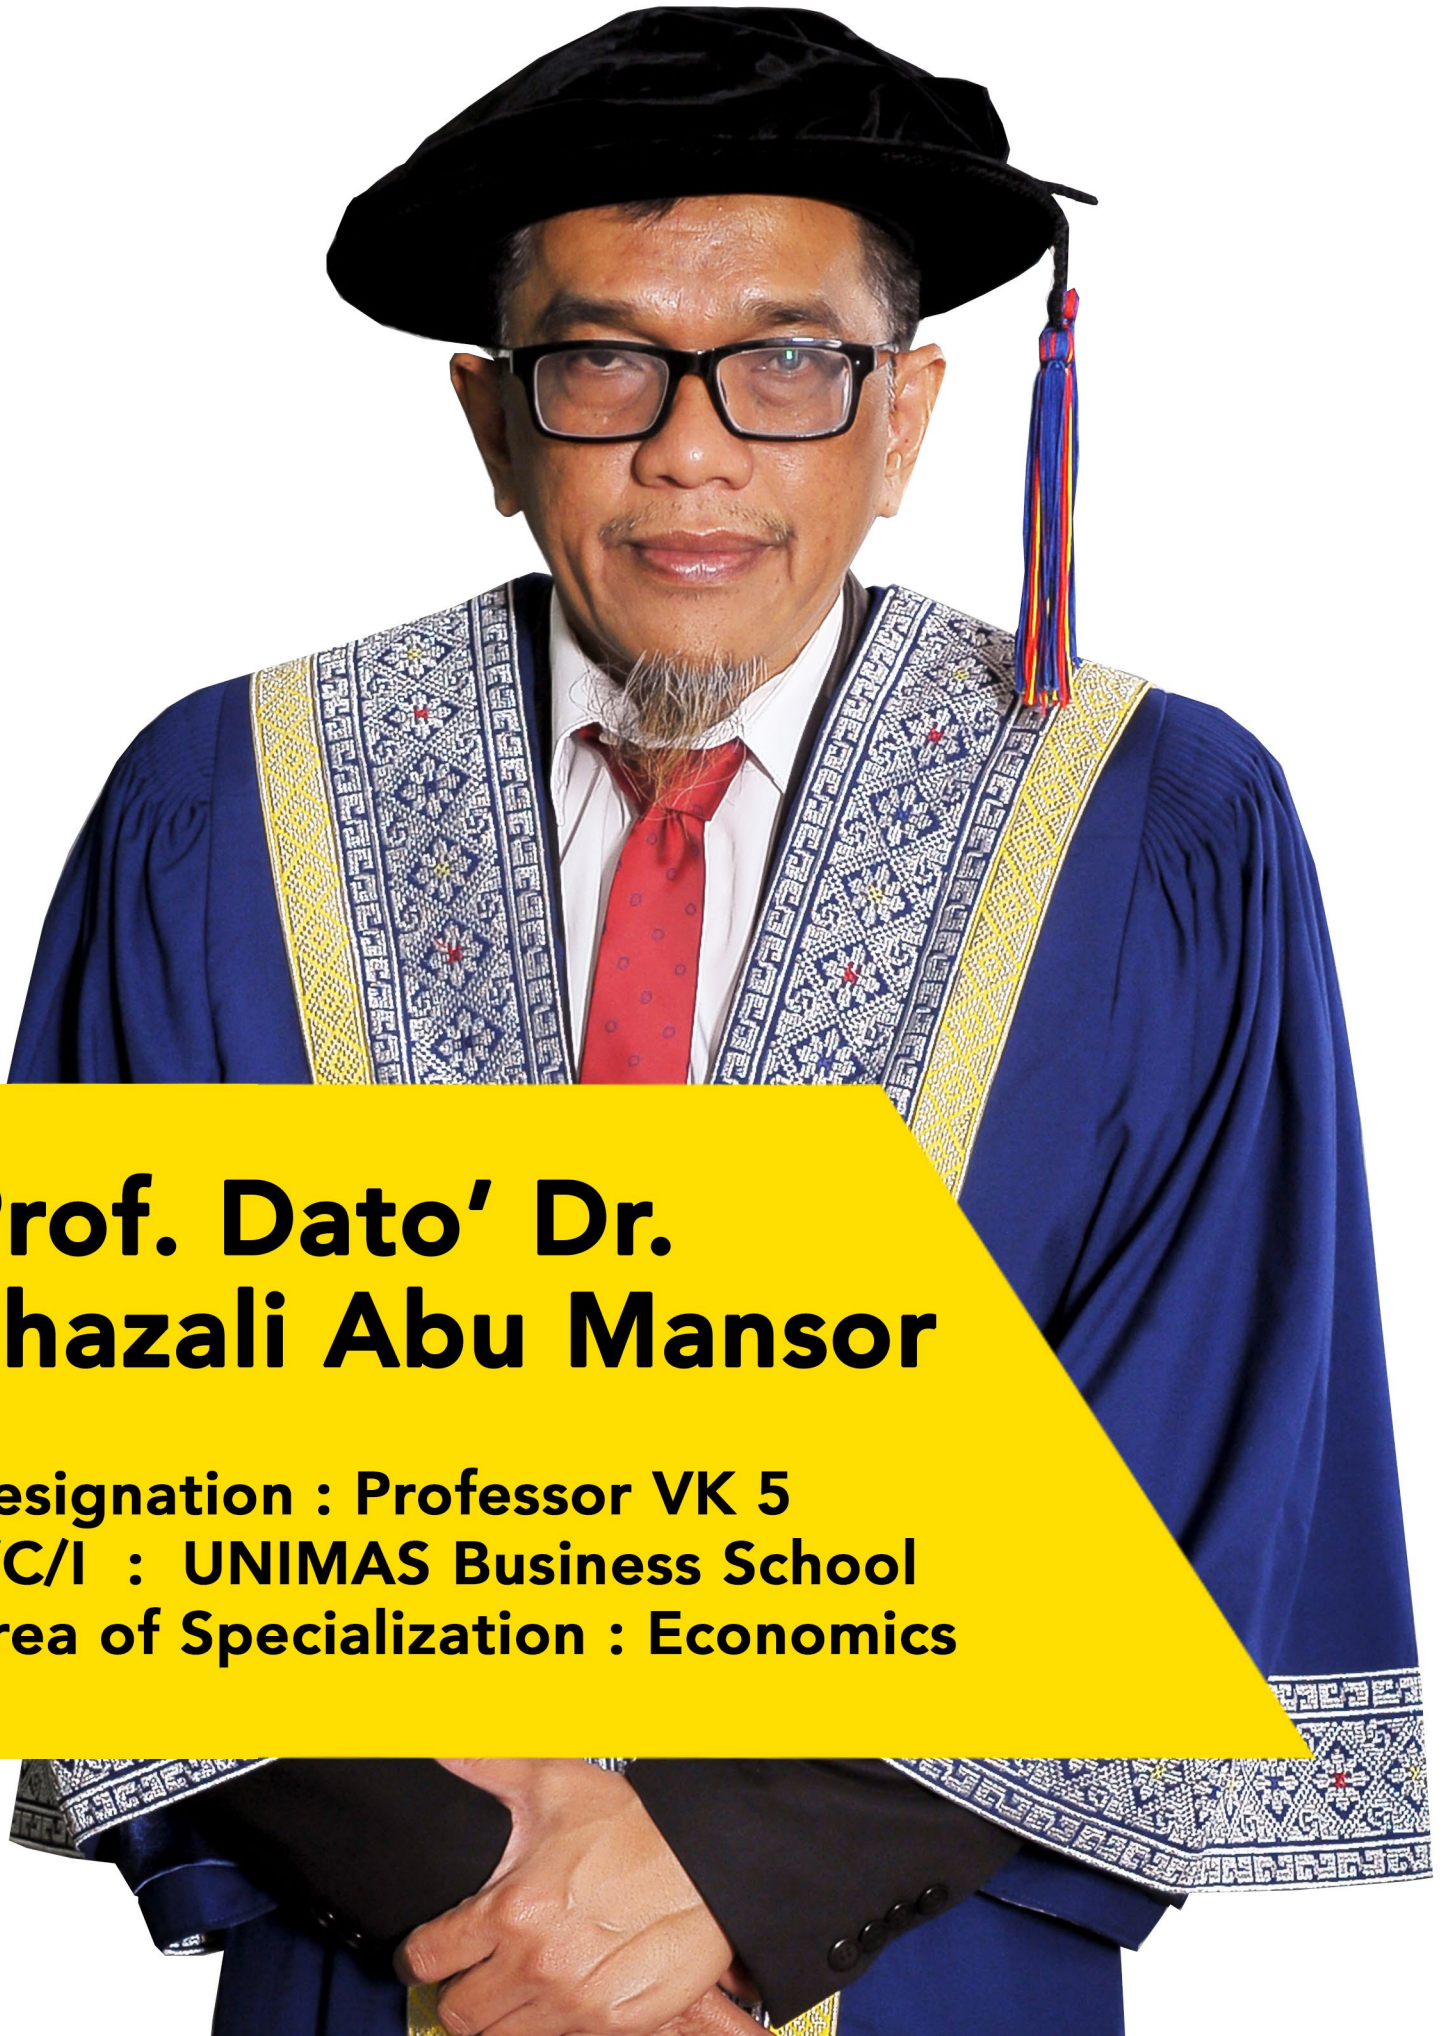 rof. Dato’ Dr.
hazali Abu Mansor
esignation : Professor VK 5
/C/I : UNIMAS Business School
rea of Specialization : Economics